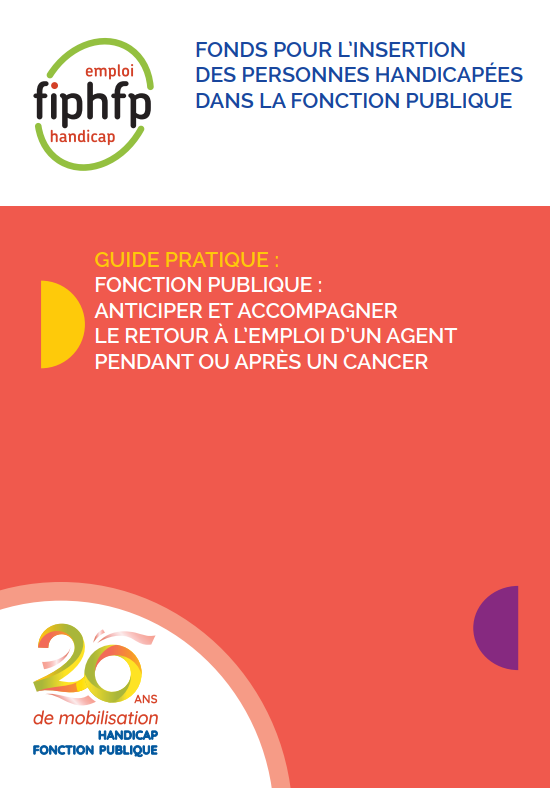 emploi
fiphfp
handicap
FONDS POUR L'INSERTION
DES PERSONNES HANDICAPÉES
DANS LA FONCTION PUBLIQUE
GUIDE PRATIQUE :
FONCTION PUBLIQUE :
ANTICIPER ET ACCOMPAGNER
LE RETOUR À L'EMPLOI D'UN AGENT
PENDANT OU APRÈS UN CANCER
20 ANS
de mobilisation
HANDICAP
FONCTION PUBLIQUE